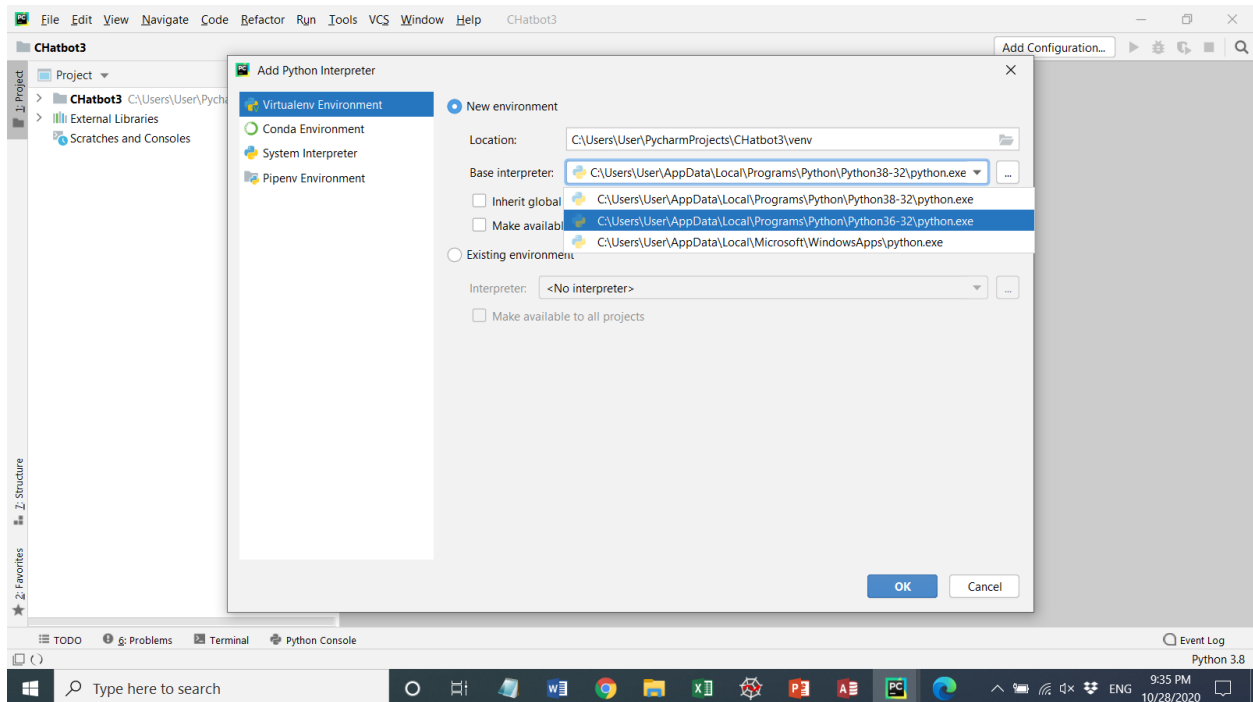 File Edit View Navigate Code Refactor Run Tools VCS Window Help CHatbot3
CHatbot3
Add Configuration...
1: Project
Project
CHatbot3 C:\Users\User\Pycha
External Libraries
Scratches and Consoles
Z: Structure
2: Favorites
Add Python Interpreter
Virtualenv Environment
Conda Environment
System Interpreter
Pipenv Environment
New environment
Location: C:\Users\User\PycharmProjects\CHatbot3\venv
Base interpreter: C:\Users\User\AppData\Local\Programs\Python\Python38-32\python.exe ...
Inherit global
C:\Users\User\AppData\Local\Programs\Python\Python38-32\python.exe
Make availabl
C:\Users\User\AppData\Local\Programs\Python\Python36-32\python.exe
C:\Users\User\AppData\Local\Microsoft\WindowsApps\python.exe
Existing environment
Interpreter: <No interpreter> ...
Make available to all projects
OK Cancel
TODO 6: Problems Terminal Python Console Event Log
Python 3.8
Type here to search
ENG
9:35 PM
10/28/2020